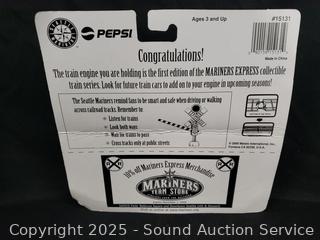 PEPSI
Ages 3 and Up
#15131
Made in China
Congratulations!
The train engine you are holding is the first edition of the MARINERS EXPRESS collectible
train series. Look for future train cars to add on to your engine in upcoming seasons!
The Seattle Mariners remind fans to be smart and safe when driving or walking
across railroad tracks. Remember to:
Listen for trains
Look both ways
Wait for trains to pass
Cross tracks only at public streets
10% off Mariners Express Merchandise
MARINERS
TEAM STORE
Copyright 2025 - Sound Auction Service